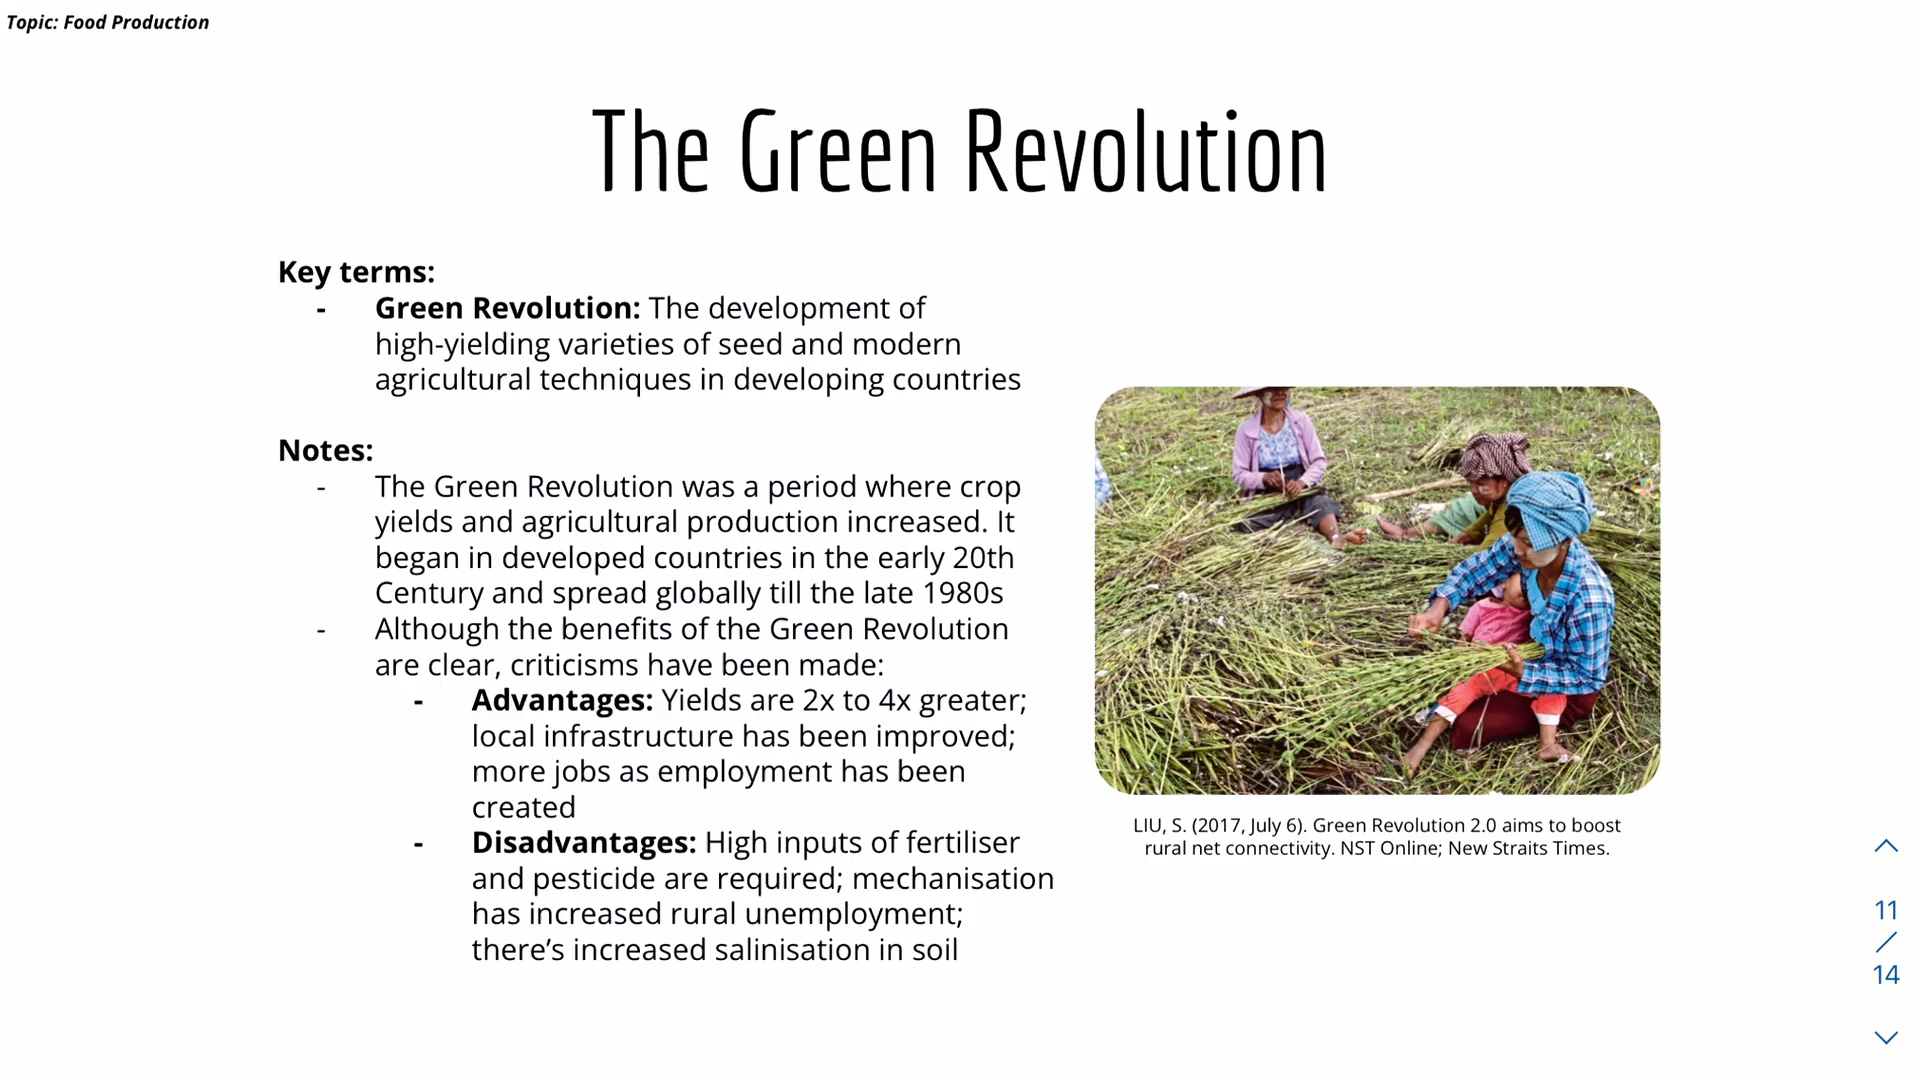 Topic: Food Production
The Green Revolution
Key terms:
- Green Revolution: The development of
high-yielding varieties of seed and modern
agricultural techniques in developing countries
Notes:
- The Green Revolution was a period where crop
yields and agricultural production increased. It
began in developed countries in the early 20th
Century and spread globally till the late 1980s
- Although the benefits of the Green Revolution
are clear, criticisms have been made:
- Advantages: Yields are 2x to 4x greater;
local infrastructure has been improved;
more jobs as employment has been
created
- Disadvantages: High inputs of fertiliser
and pesticide are required; mechanisation
has increased rural unemployment;
there’s increased salinisation in soil
LIU, S. (2017, July 6). Green Revolution 2.0 aims to boost
rural net connectivity. NST Online; New Straits Times.
11
/
14